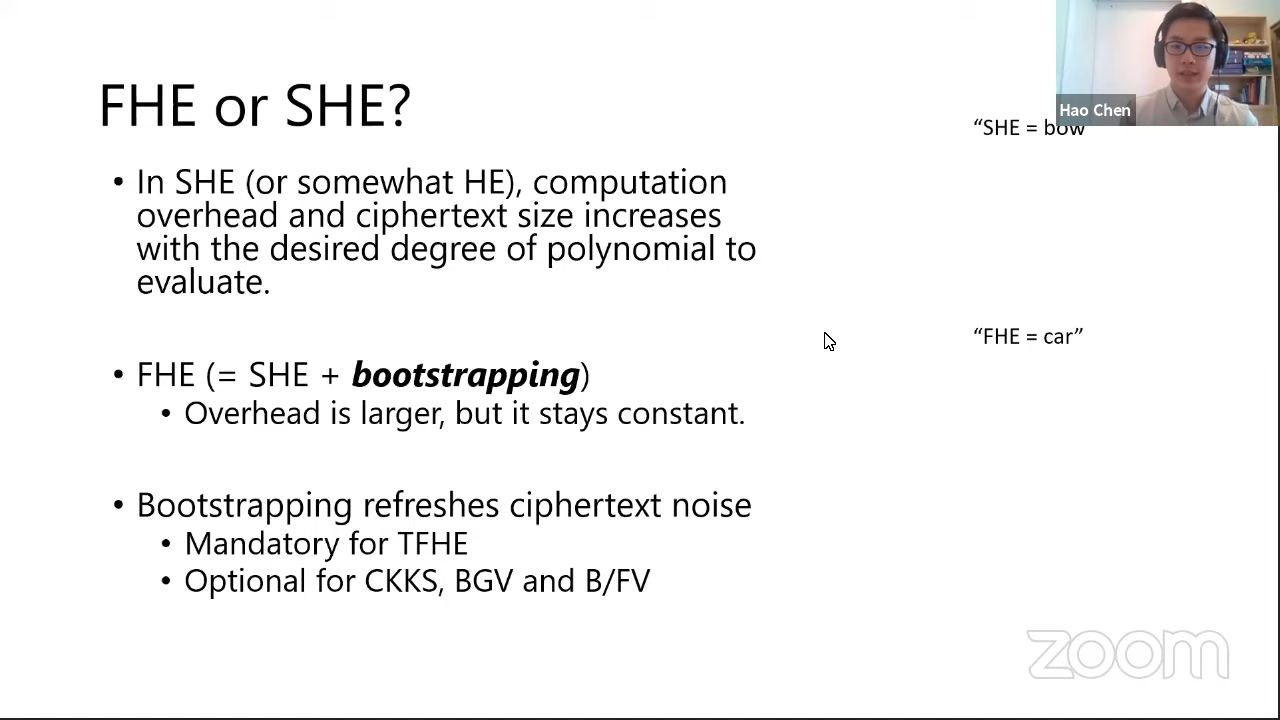 Hao Chen
FHE or SHE?
“SHE = bow
• In SHE (or somewhat HE), computation
overhead and ciphertext size increases
with the desired degree of polynomial to
evaluate.
“FHE = car”
• FHE (= SHE + bootstrapping)
• Overhead is larger, but it stays constant.
• Bootstrapping refreshes ciphertext noise
• Mandatory for TFHE
• Optional for CKKS, BGV and B/FV
zoom